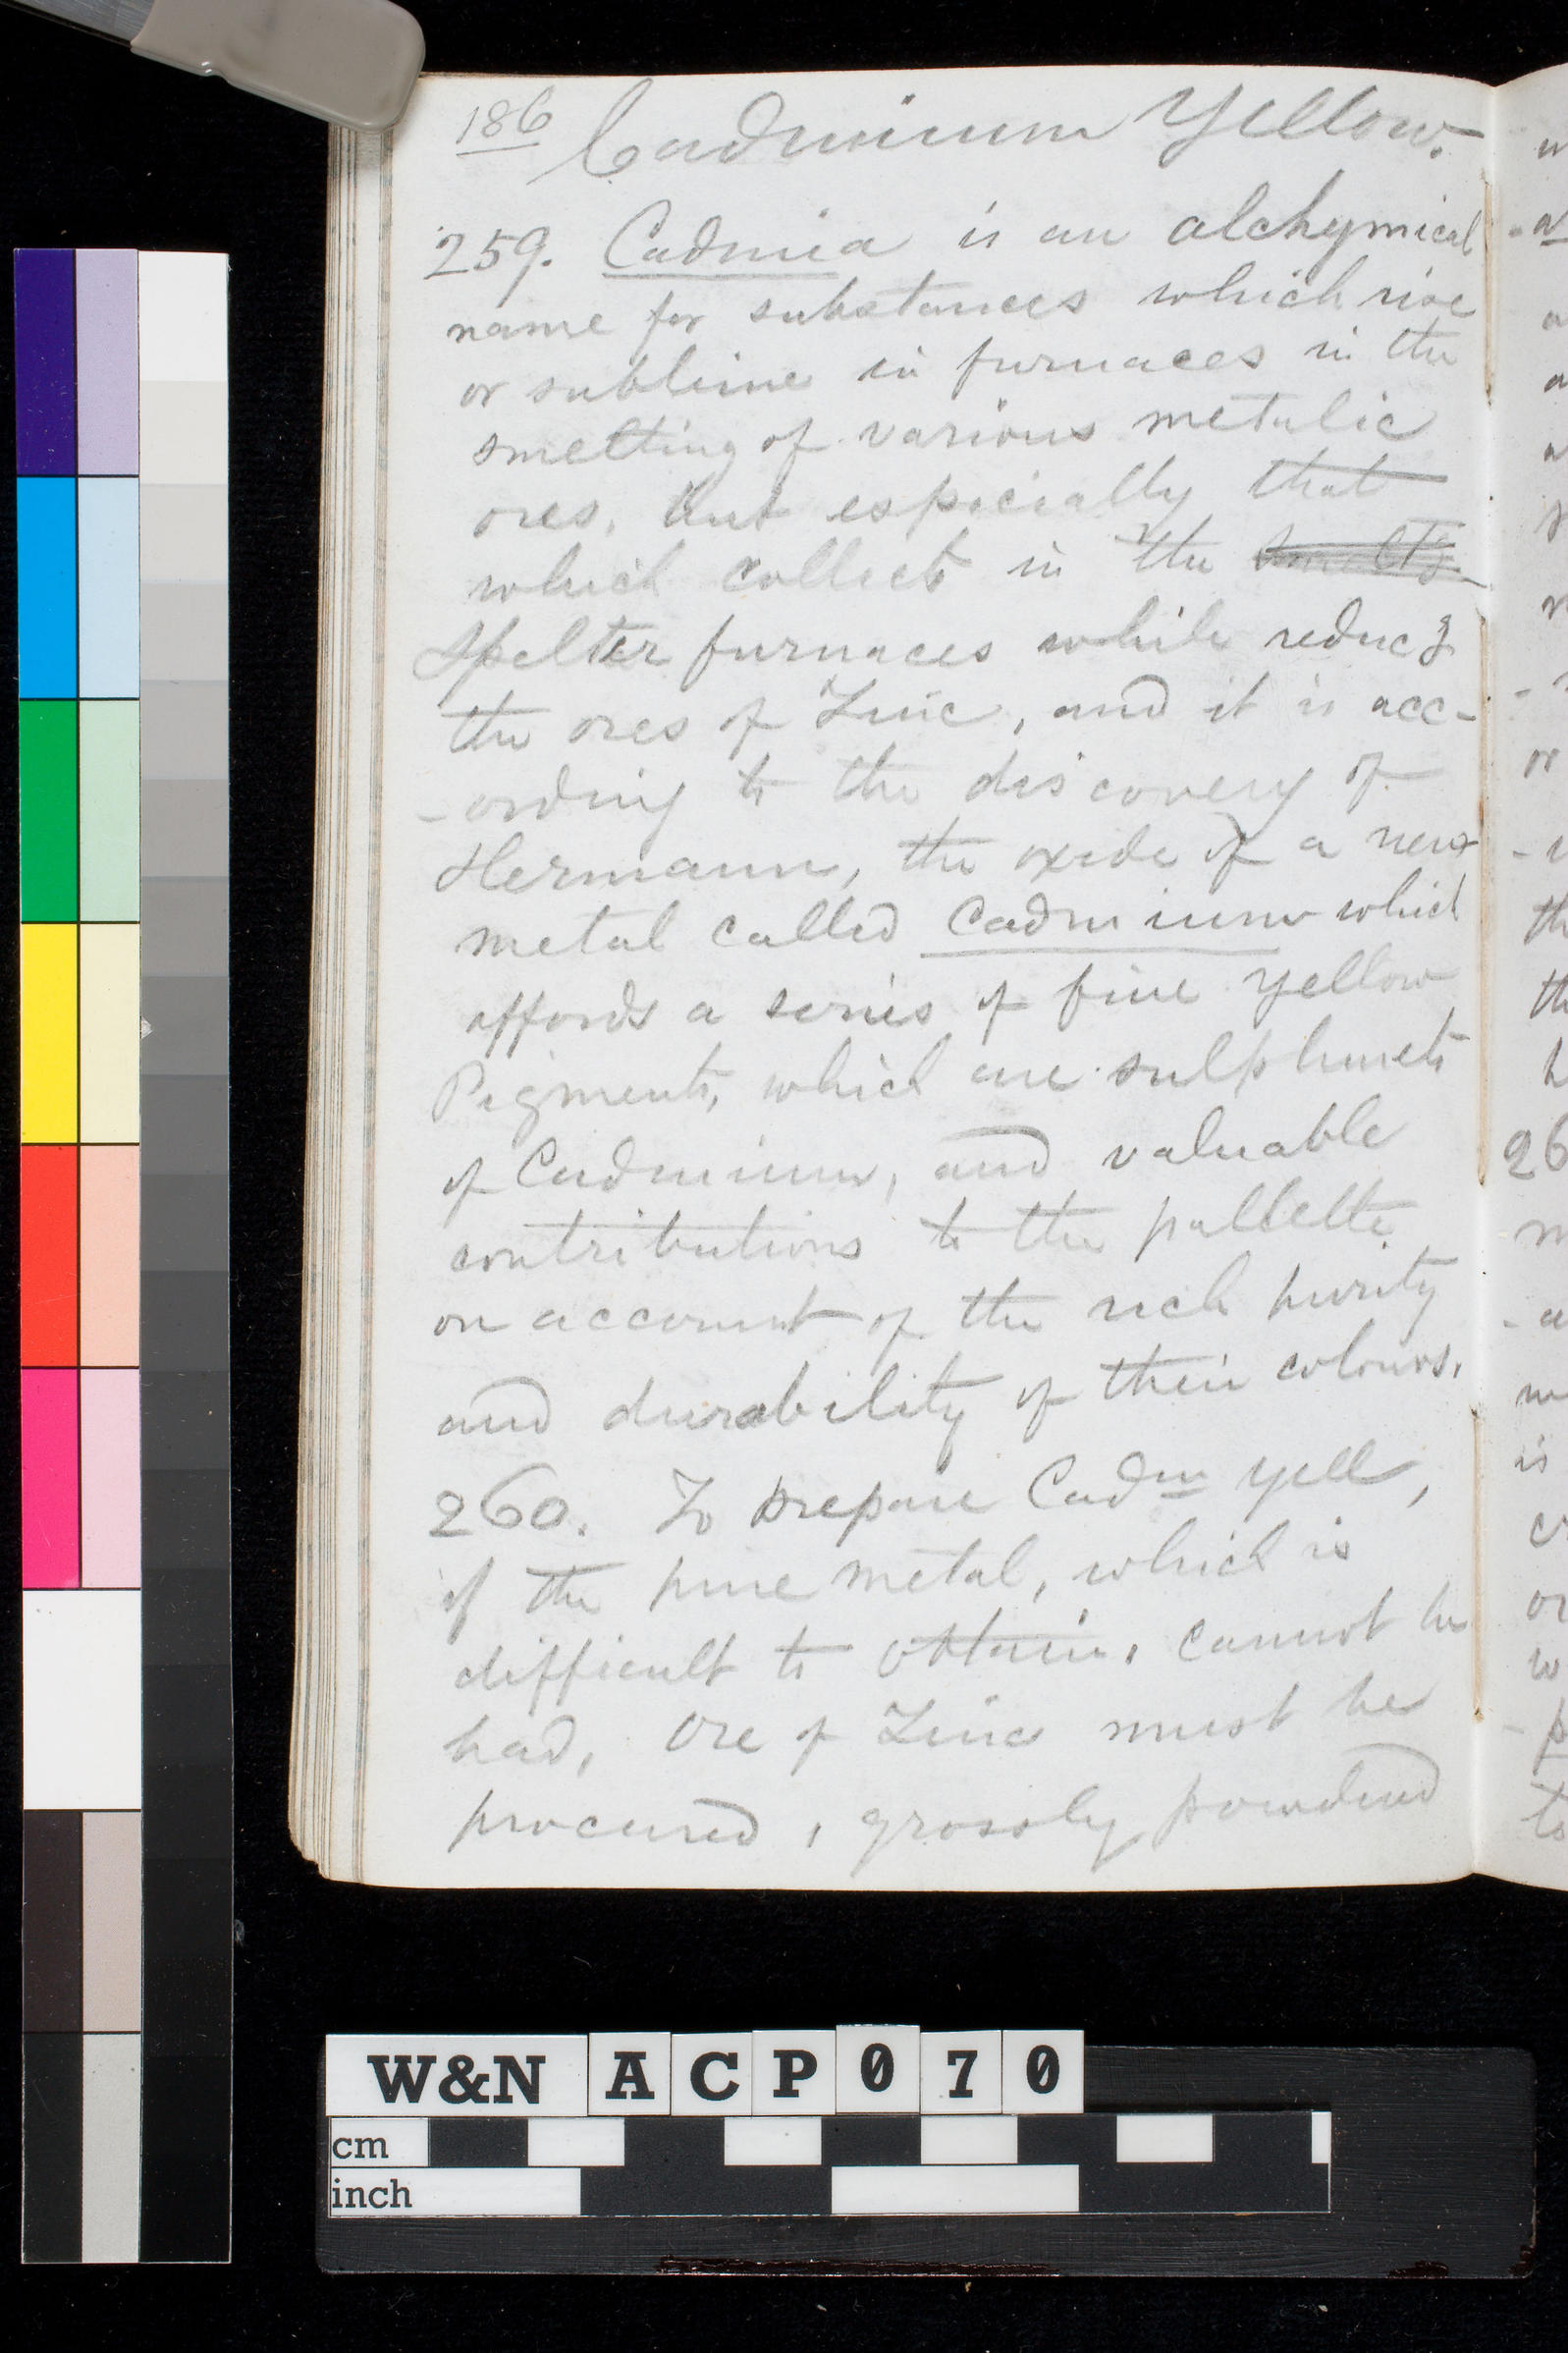 186 Cadmium Yellow.
259. Cadmia is an alchymical
name for substances which rise
or sublime in furnaces in the
smelting of various metalic
ores, but especially that
which collects in the smelts
Spelter furnaces while reducg
the ores of Zinc, and it is acc-
-ording to the discovery of
Hermann, the oxide of a new
metal called Cadmium which
affords a series of fine yellow
Pigments, which are sulphurets
of Cadmium, and valuable
contributions to the pallette
on account of the rich purity
and durability of their colours.
260. To prepare Cadm yell,
if the pure metal, which is
difficult to obtain, cannot be
had, Ore of Zinc must be
procured, grossly powdered
W&N ACP070
cm
inch